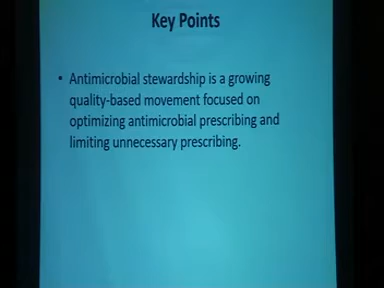 Key Points
• Antimicrobial stewardship is a growing
quality-based movement focused on
optimizing antimicrobial prescribing and
limiting unnecessary prescribing.